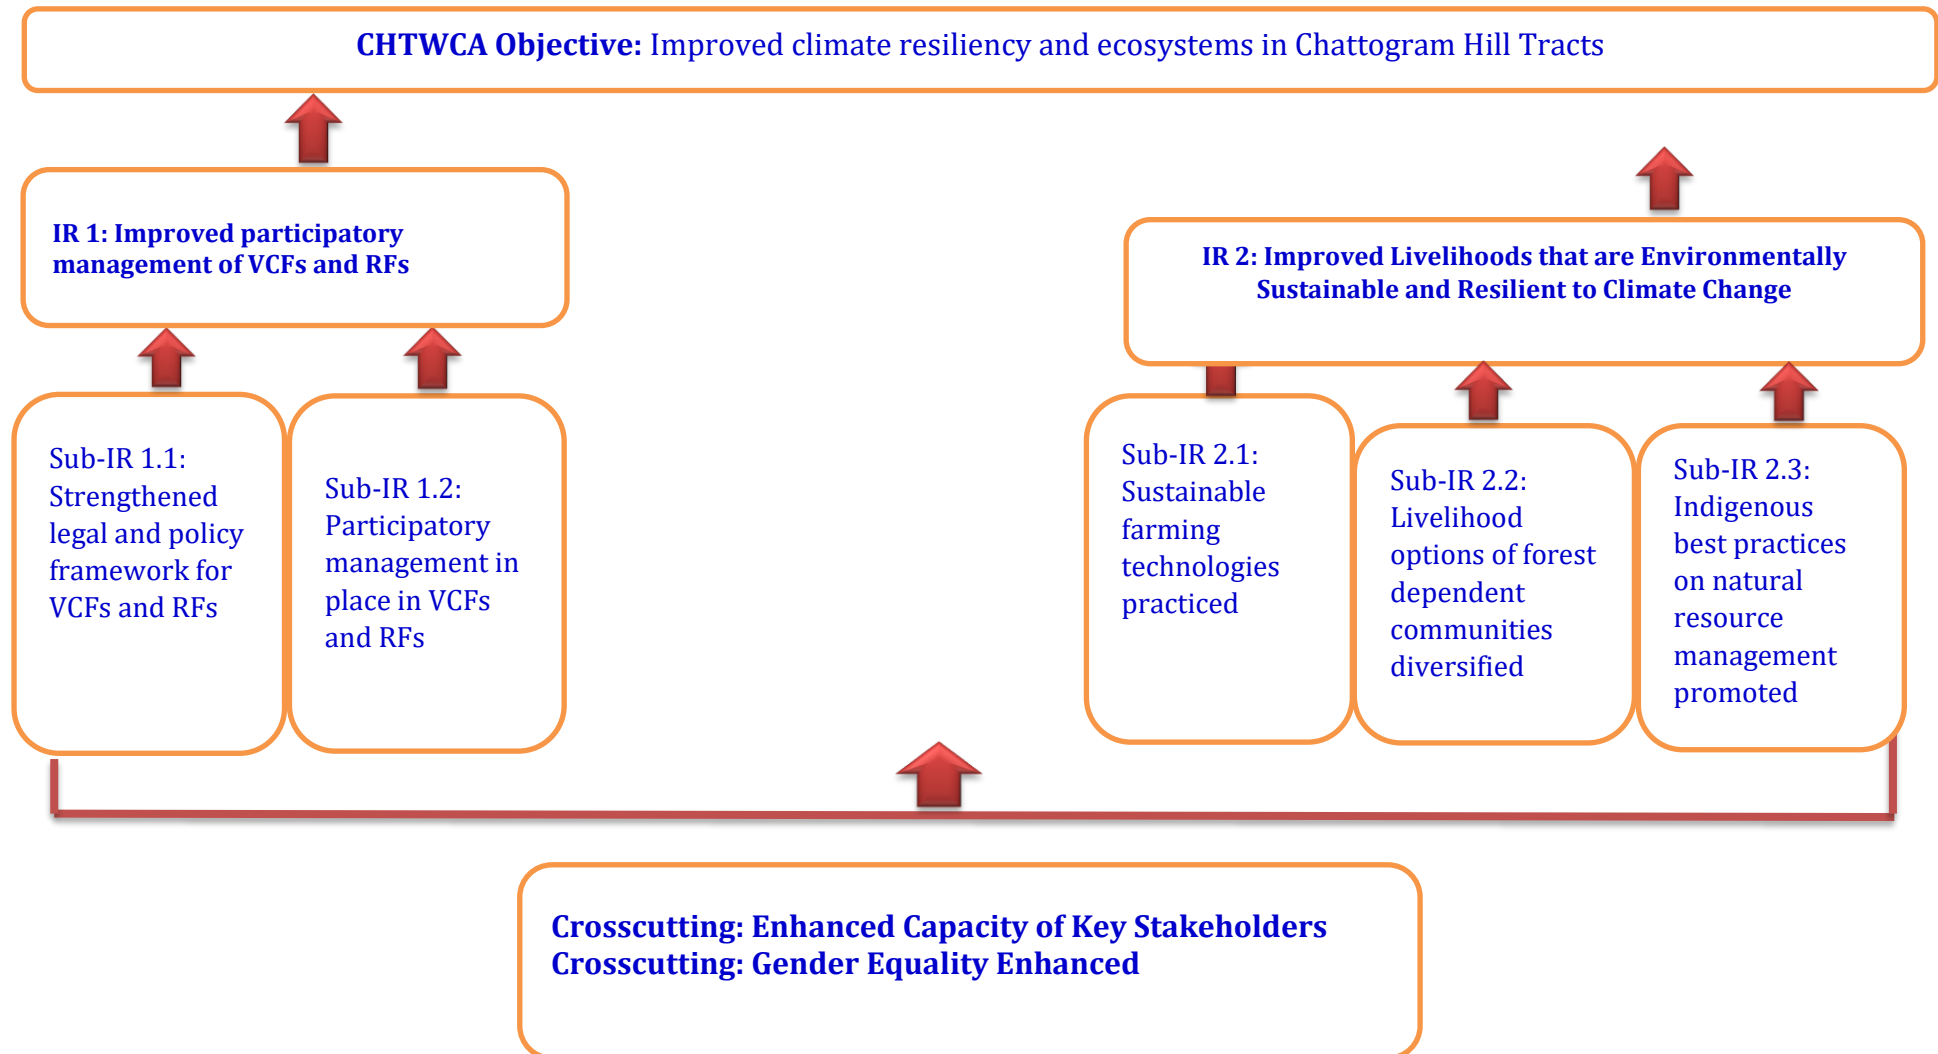 CHTWCA Objective: Improved climate resiliency and ecosystems in Chattogram Hill Tracts
IR 1: Improved participatory
management of VCFs and RFs
IR 2: Improved Livelihoods that are Environmentally
Sustainable and Resilient to Climate Change
Sub-IR 1.1:
Strengthened
legal and policy
framework for
VCFs and RFs
Sub-IR 1.2:
Participatory
management in
place in VCFs
and RFs
Sub-IR 2.1:
Sustainable
farming
technologies
practiced
Sub-IR 2.2:
Livelihood
options of forest
dependent
communities
diversified
Sub-IR 2.3:
Indigenous
best practices
on natural
resource
management
promoted
Crosscutting: Enhanced Capacity of Key Stakeholders
Crosscutting: Gender Equality Enhanced